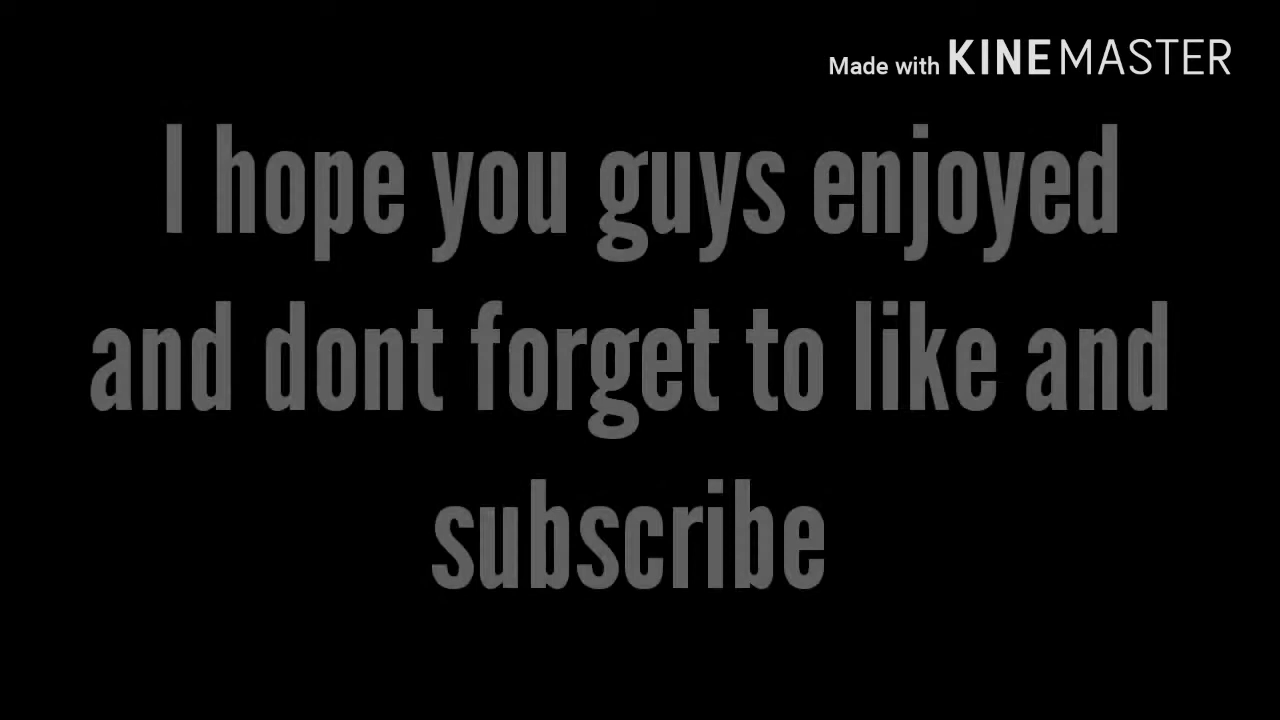 Made with KINEMASTER
I hope you guys enjoyed
and dont forget to like and
subscribe